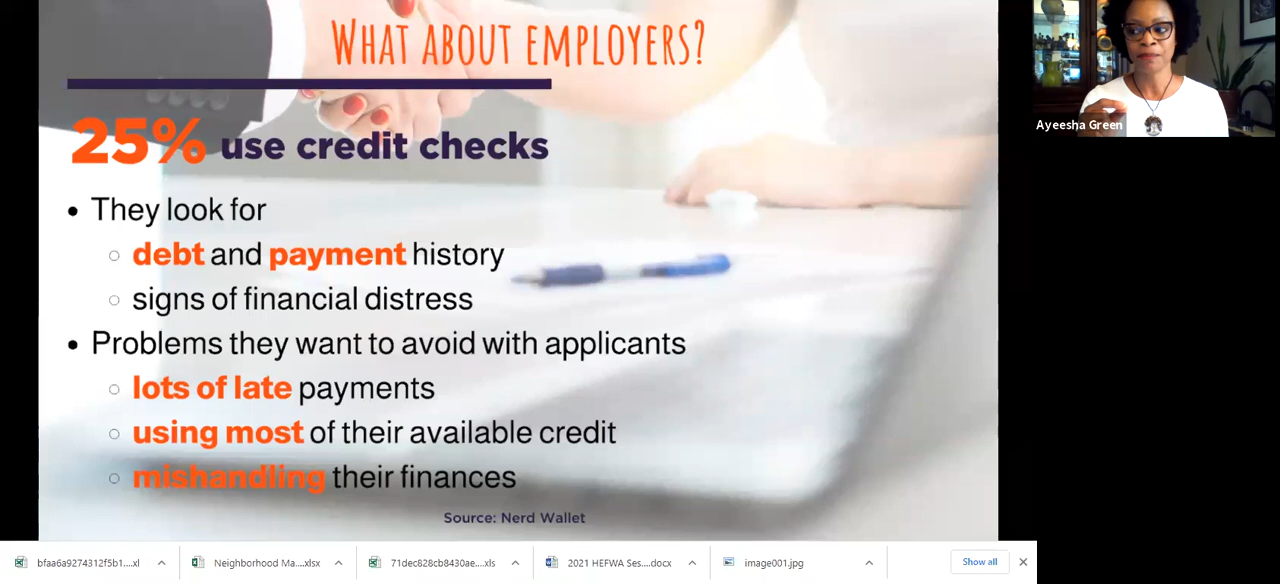 WHAT ABOUT EMPLOYERS?
25% use credit checks
They look for
debt and payment history
signs of financial distress
Problems they want to avoid with applicants
lots of late payments
using most of their available credit
mishandling their finances
Source: Nerd Wallet
Ayeesha Green
bfaa6a9274312f5b1....xl
Neighborhood Ma....xlsx
71dec828cb8430ae....xls
2021 HEFWA Ses....docx
image001.jpg
Show all